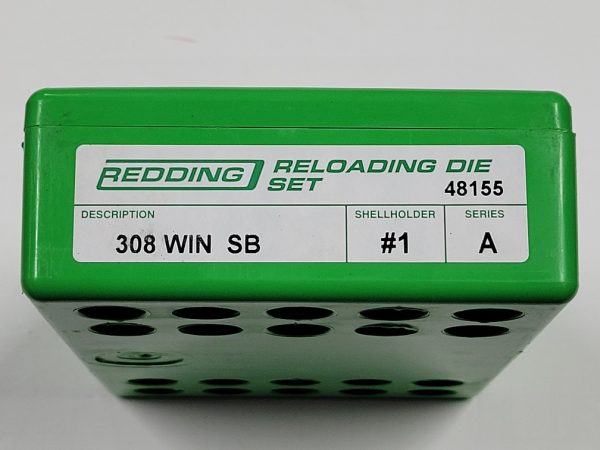 REDDING RELOADING DIE
SET
48155
DESCRIPTION SHELLHOLDER SERIES
308 WIN SB #1 A